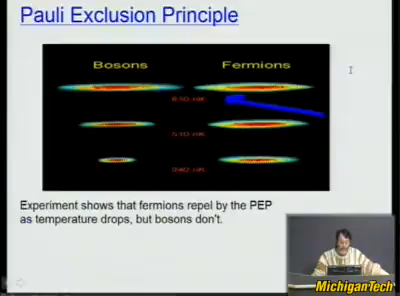 Pauli Exclusion Principle
Bosons Fermions
Experiment shows that fermions repel by the PEP
as temperature drops, but bosons don't.
MichiganTech